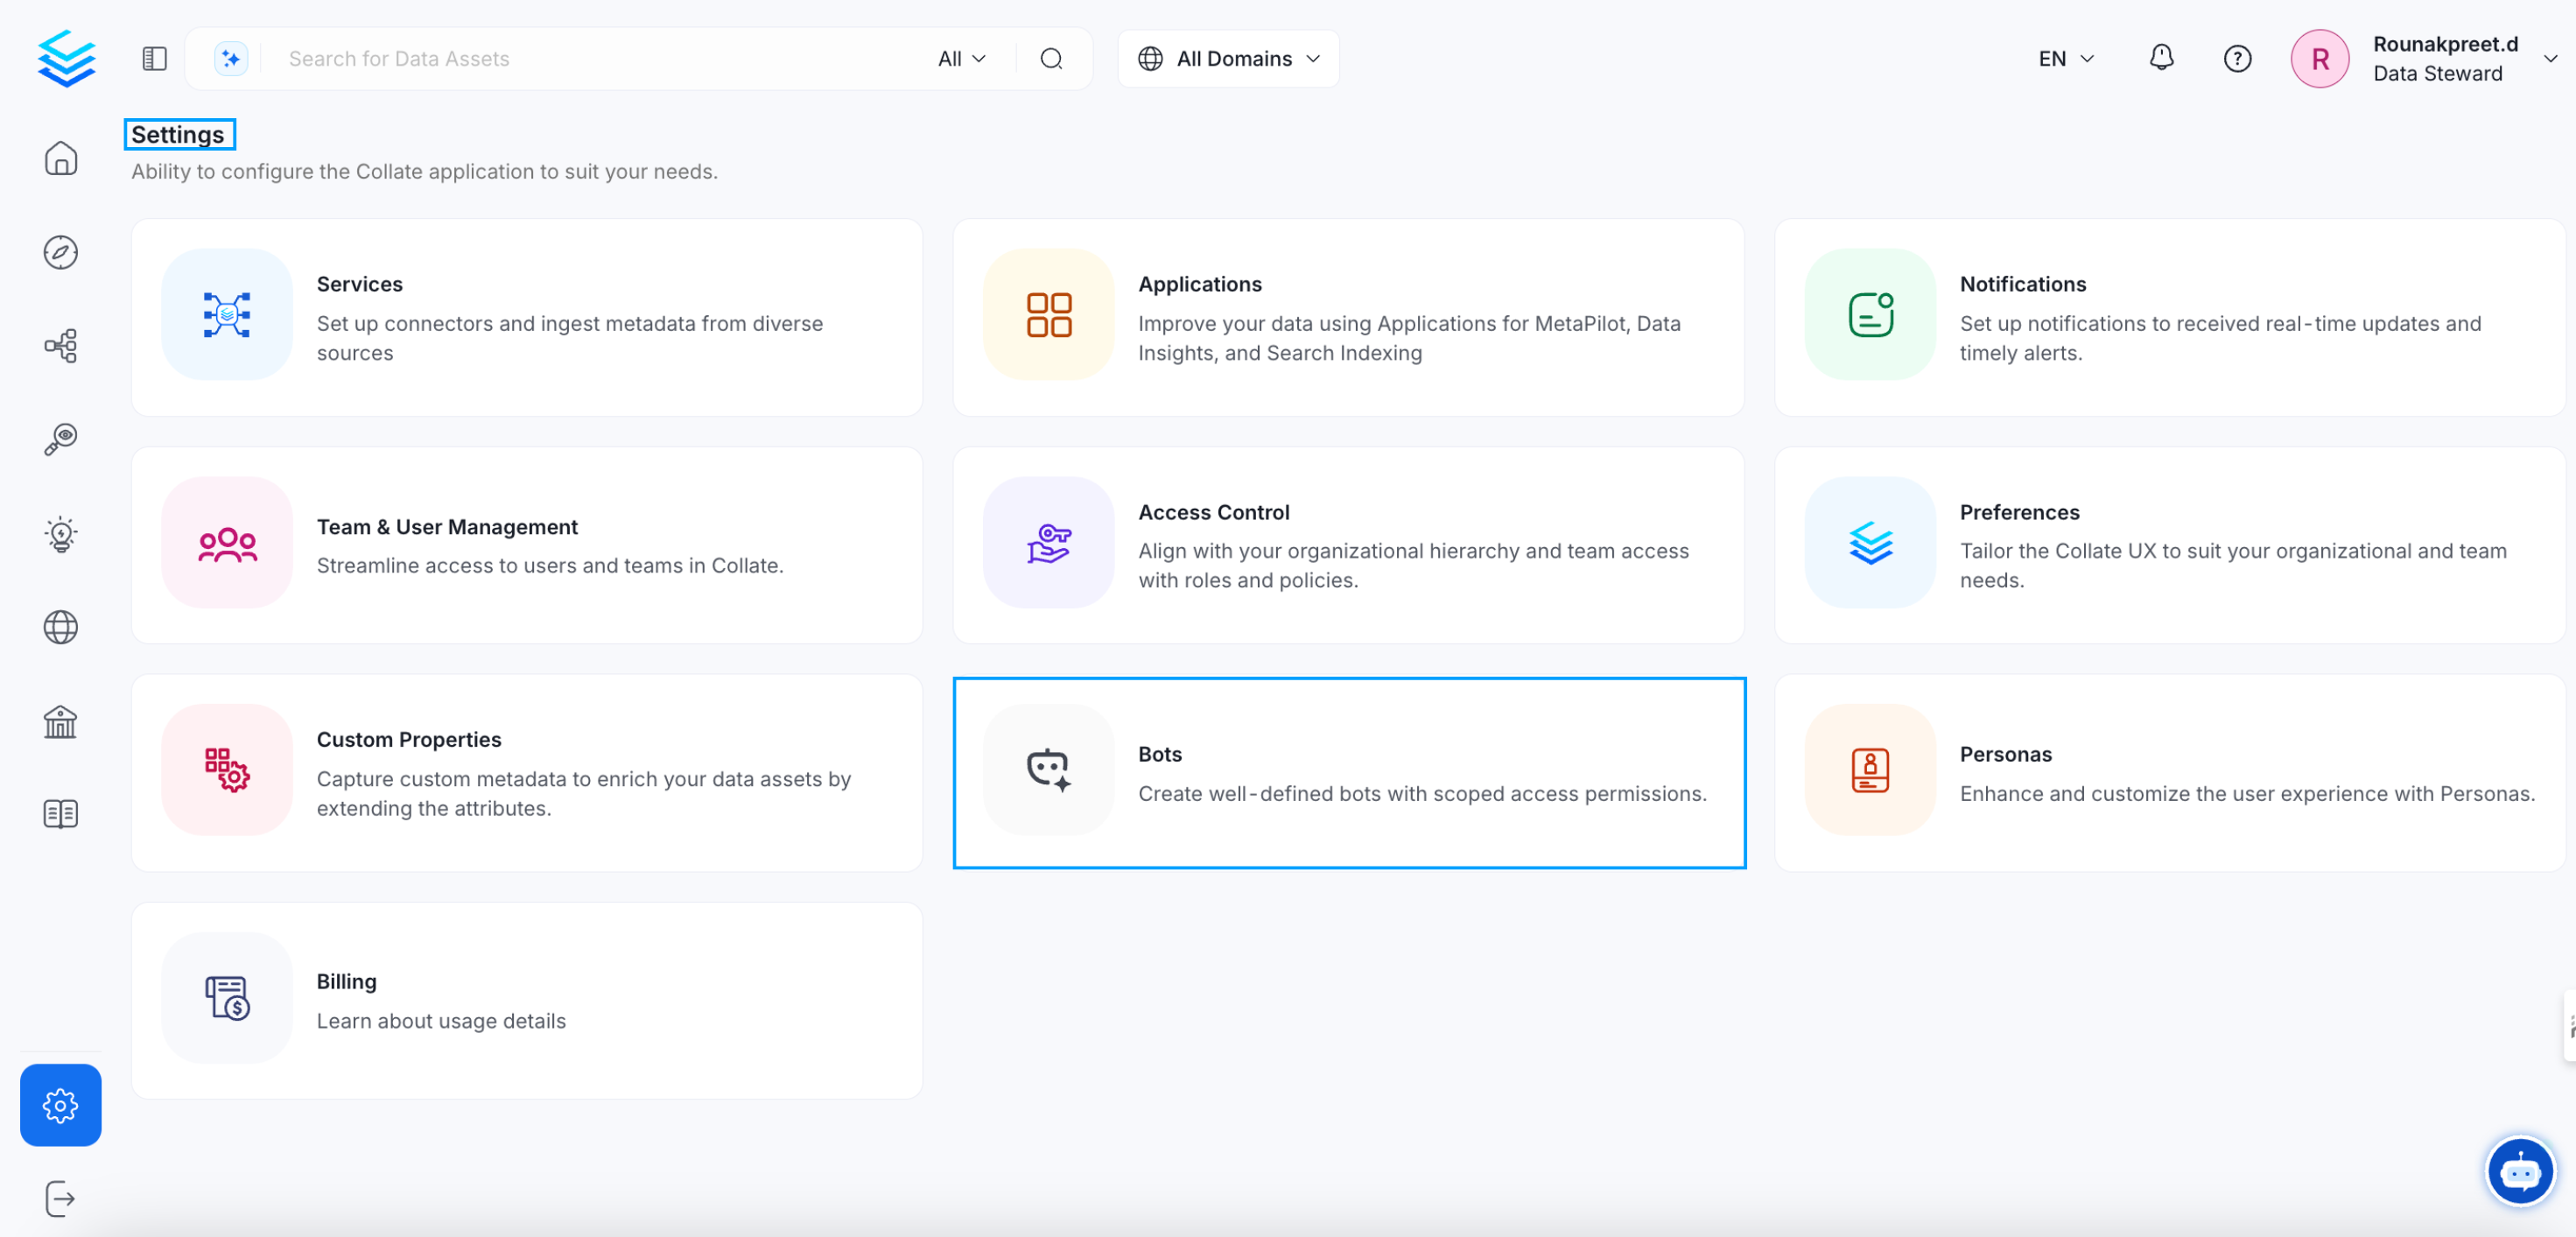 Search for Data Assets
All
All Domains
EN
R
Rounakpreet.d
Data Steward
Settings
Ability to configure the Collate application to suit your needs.
Services
Set up connectors and ingest metadata from diverse
sources
Applications
Improve your data using Applications for MetaPilot, Data
Insights, and Search Indexing
Notifications
Set up notifications to received real-time updates and
timely alerts.
Team & User Management
Streamline access to users and teams in Collate.
Access Control
Align with your organizational hierarchy and team access
with roles and policies.
Preferences
Tailor the Collate UX to suit your organizational and team
needs.
Custom Properties
Capture custom metadata to enrich your data assets by
extending the attributes.
Bots
Create well-defined bots with scoped access permissions.
Personas
Enhance and customize the user experience with Personas.
Billing
Learn about usage details